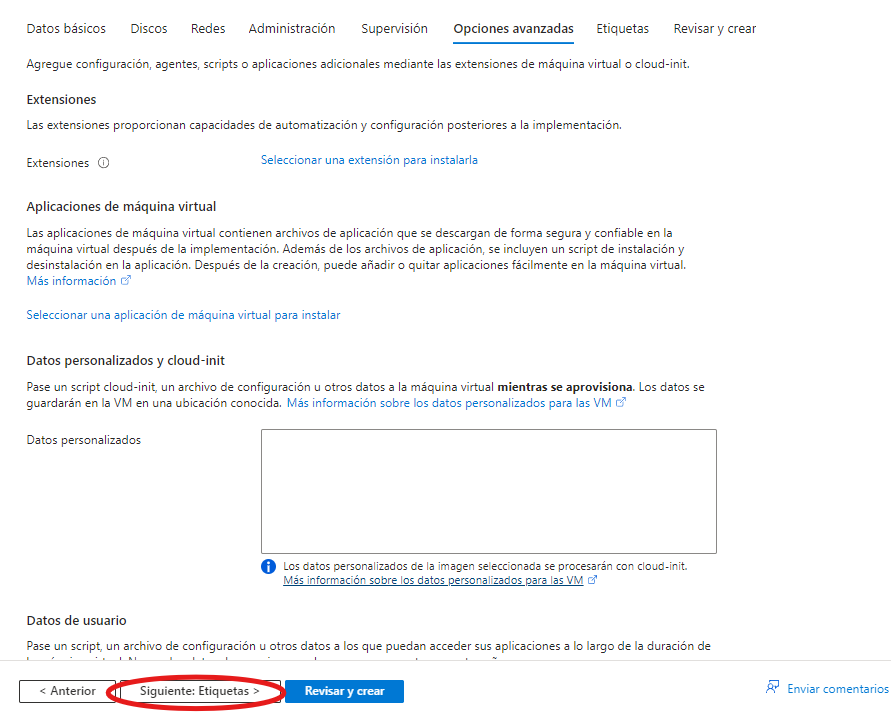 Datos básicos Discos Redes Administración Supervisión Opciones avanzadas Etiquetas Revisar y crear
Agregue configuración, agentes, scripts o aplicaciones adicionales mediante las extensiones de máquina virtual o cloud-init.
Extensiones
Las extensiones proporcionan capacidades de automatización y configuración posteriores a la implementación.
Extensiones Seleccionar una extensión para instalarla
Aplicaciones de máquina virtual
Las aplicaciones de máquina virtual contienen archivos de aplicación que se descargan de forma segura y confiable en la
máquina virtual después de la implementación. Además de los archivos de aplicación, se incluyen un script de instalación y
desinstalación en la aplicación. Después de la creación, puede añadir o quitar aplicaciones fácilmente en la máquina virtual.
Más información
Seleccionar una aplicación de máquina virtual para instalar
Datos personalizados y cloud-init
Pase un script cloud-init, un archivo de configuración u otros datos a la máquina virtual mientras se aprovisiona. Los datos se
guardarán en la VM en una ubicación conocida. Más información sobre los datos personalizados para las VM
Datos personalizados
Los datos personalizados de la imagen seleccionada se procesarán con cloud-init.
Más información sobre los datos personalizados para las VM
Datos de usuario
Pase un script, un archivo de configuración u otros datos a los que puedan acceder sus aplicaciones a lo largo de la duración de
< Anterior Siguiente: Etiquetas > Revisar y crear Enviar comentarios